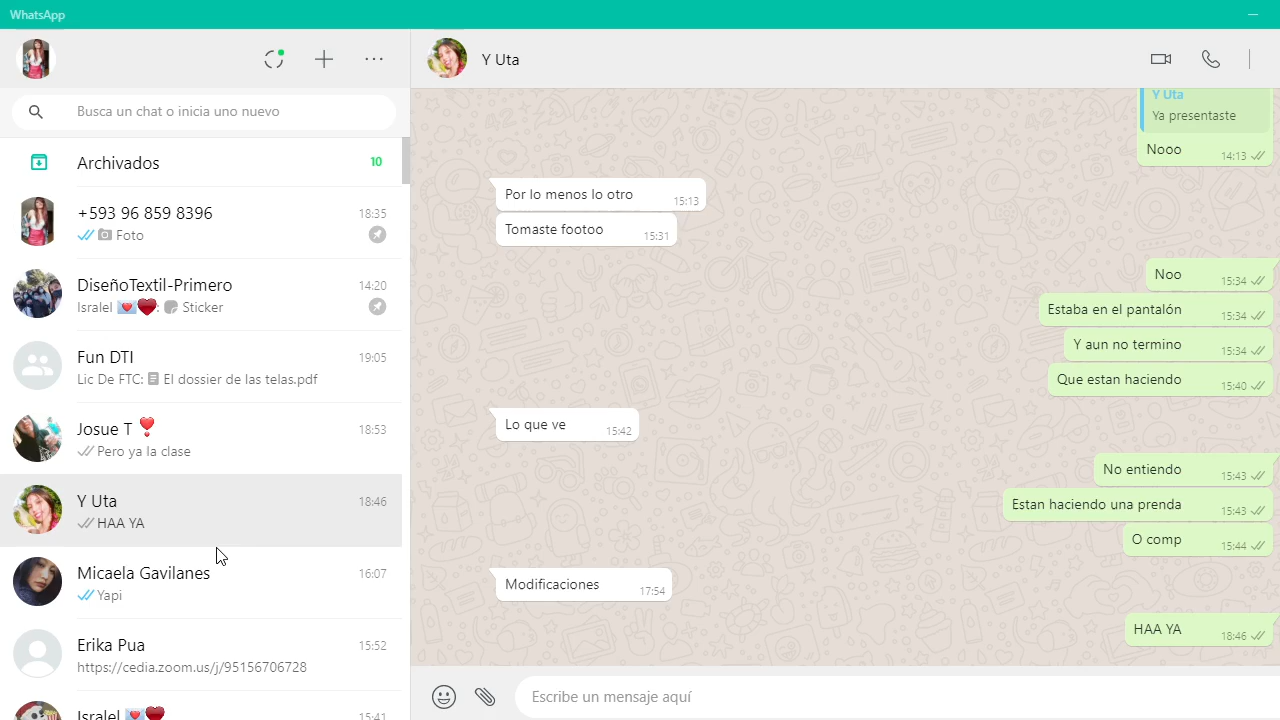 WhatsApp
Busca un chat o inicia uno nuevo
Archivados 10
+593 96 859 8396 18:35
Foto
DiseñoTextil-Primero 14:20
Isralel 💌❤: Sticker
Fun DTI 19:05
Lic De FTC: El dossier de las telas.pdf
Josue T ❣ 18:53
Pero ya la clase
Y Uta 18:46
HAA YA
Micaela Gavilanes 16:07
Yapi
Erika Pua 15:52
https://cedia.zoom.us/j/95156706728
Isralel 💌❤ 15:41
Y Uta
Y Uta
Ya presentaste
Nooo 14:13
Por lo menos lo otro 15:13
Tomaste footoo 15:31
Noo 15:34
Estaba en el pantalón 15:34
Y aun no termino 15:34
Que estan haciendo 15:40
Lo que ve 15:42
No entiendo 15:43
Estan haciendo una prenda 15:43
O comp 15:44
Modificaciones 17:54
HAA YA 18:46
Escribe un mensaje aquí